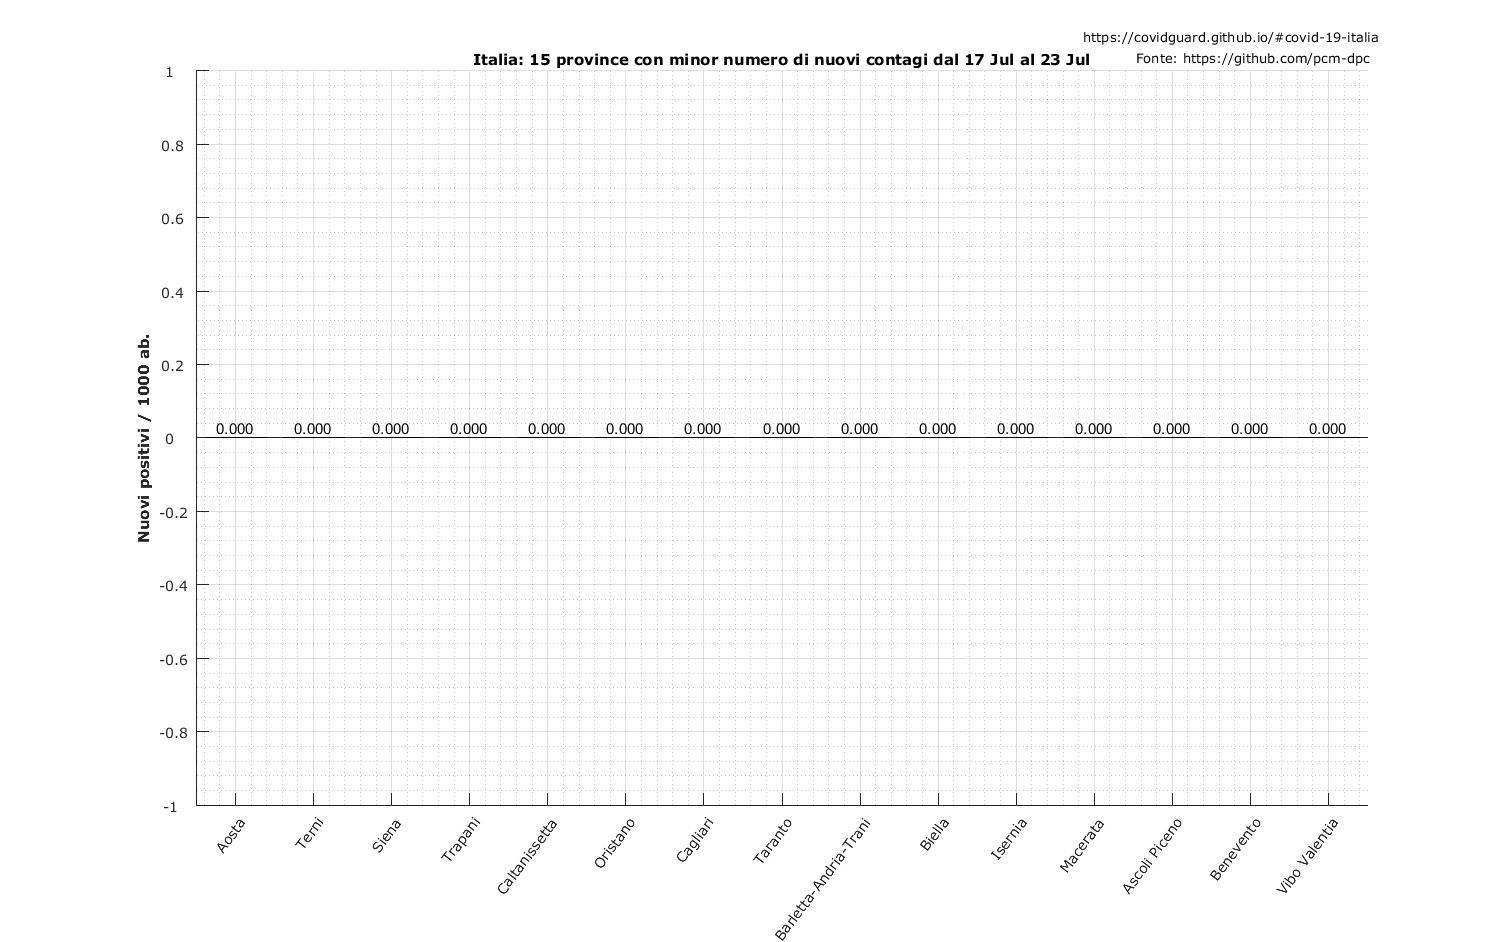 https://covidguard.github.io/#covid-19-italia
Italia: 15 province con minor numero di nuovi contagi dal 17 Jul al 23 Jul
Fonte: https://github.com/pcm-dpc
Nuovi positivi / 1000 ab.
1
0.8
0.6
0.4
0.2
0
-0.2
-0.4
-0.6
-0.8
-1
0.000 0.000 0.000 0.000 0.000 0.000 0.000 0.000 0.000 0.000 0.000 0.000 0.000 0.000 0.000
Aosta
Terni
Siena
Trapani
Caltanissetta
Oristano
Cagliari
Taranto
Barletta-Andria-Trani
Biella
Isernia
Macerata
Ascoli Piceno
Benevento
Vibo Valentia